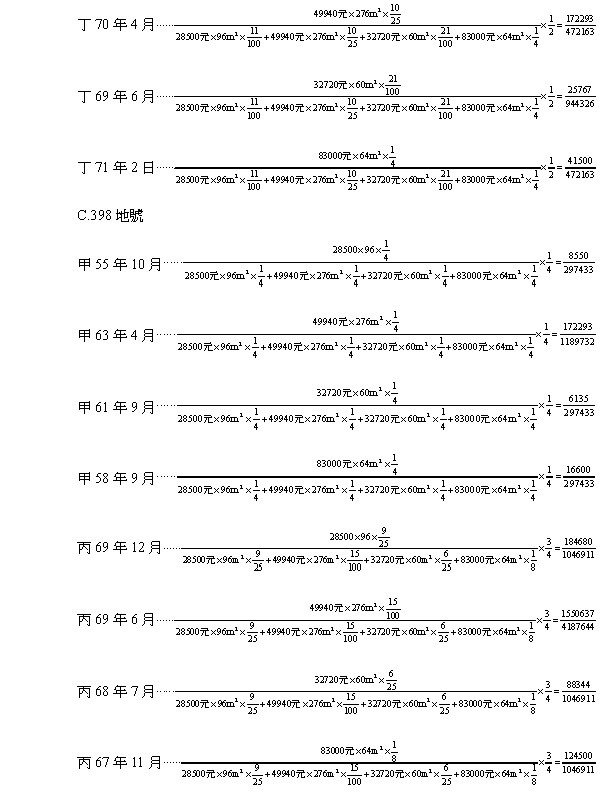 丁 70 年 4 月……(49940元×276m²×10/25)/(28500元×96m²×11/100+49940元×276m²×10/25+32720元×60m²×21/100+83000元×64m²×1/4)×1/2=172293/472163
丁 69 年 6 月……(32720元×60m²×21/100)/(28500元×96m²×11/100+49940元×276m²×10/25+32720元×60m²×21/100+83000元×64m²×1/4)×1/2=25767/944326
丁 71 年 2 日……(83000元×64m²×1/4)/(28500元×96m²×11/100+49940元×276m²×10/25+32720元×60m²×21/100+83000元×64m²×1/4)×1/2=41500/472163
C.398 地號
甲 55 年 10 月……(28500×96×1/4)/(28500元×96m²×1/4+49940元×276m²×1/4+32720元×60m²×1/4+83000元×64m²×1/4)×1/4=8550/297433
甲 63 年 4 月……(49940元×276m²×1/4)/(28500元×96m²×1/4+49940元×276m²×1/4+32720元×60m²×1/4+83000元×64m²×1/4)×1/4=172293/1189732
甲 61 年 9 月……(32720元×60m²×1/4)/(28500元×96m²×1/4+49940元×276m²×1/4+32720元×60m²×1/4+83000元×64m²×1/4)×1/4=6135/297433
甲 58 年 9 月……(83000元×64m²×1/4)/(28500元×96m²×1/4+49940元×276m²×1/4+32720元×60m²×1/4+83000元×64m²×1/4)×1/4=16600/297433
丙 69 年 12 月……(28500×96×9/25)/(28500元×96m²×9/25+49940元×276m²×15/100+32720元×60m²×6/25+83000元×64m²×1/8)×3/4=184680/1046911
丙 69 年 6 月……(49940元×276m²×15/100)/(28500元×96m²×9/25+49940元×276m²×15/100+32720元×60m²×6/25+83000元×64m²×1/8)×3/4=1550637/4187644
丙 68 年 7 月……(32720元×60m²×6/25)/(28500元×96m²×9/25+49940元×276m²×15/100+32720元×60m²×6/25+83000元×64m²×1/8)×3/4=88344/1046911
丙 67 年 11 月……(83000元×64m²×1/8)/(28500元×96m²×9/25+49940元×276m²×15/100+32720元×60m²×6/25+83000元×64m²×1/8)×3/4=124500/1046911